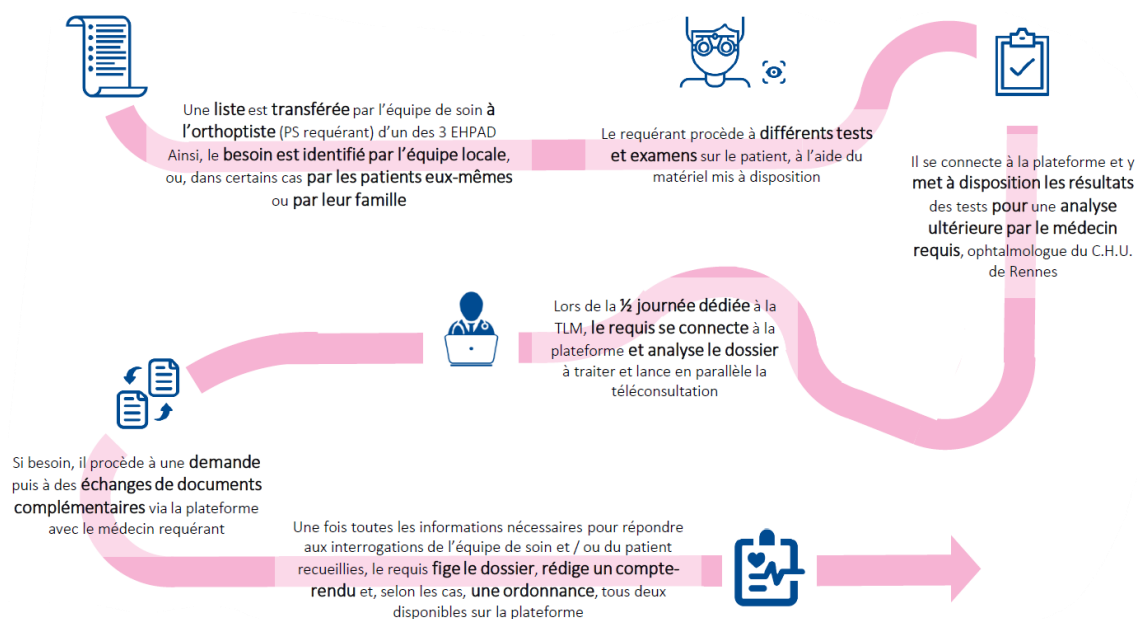 Une liste est transférée par l'équipe de soin à
l'orthoptiste (PS requérant) d'un des 3 EHPAD
Ainsi, le besoin est identifié par l'équipe locale,
ou, dans certains cas par les patients eux-mêmes
ou par leur famille
Le requérant procède à différents tests
et examens sur le patient, à l'aide du
matériel mis à disposition
Il se connecte à la plateforme et y
met à disposition les résultats
des tests pour une analyse
ultérieure par le médecin
requis, ophtalmologue du C.H.U.
de Rennes
Lors de la ½ journée dédiée à la
TLM, le requis se connecte à la
plateforme et analyse le dossier
à traiter et lance en parallèle la
téléconsultation
Si besoin, il procède à une demande
puis à des échanges de documents
complémentaires via la plateforme
avec le médecin requérant
Une fois toutes les informations nécessaires pour répondre
aux interrogations de l'équipe de soin et / ou du patient
recueillies, le requis fige le dossier, rédige un compte-
rendu et, selon les cas, une ordonnance, tous deux
disponibles sur la plateforme